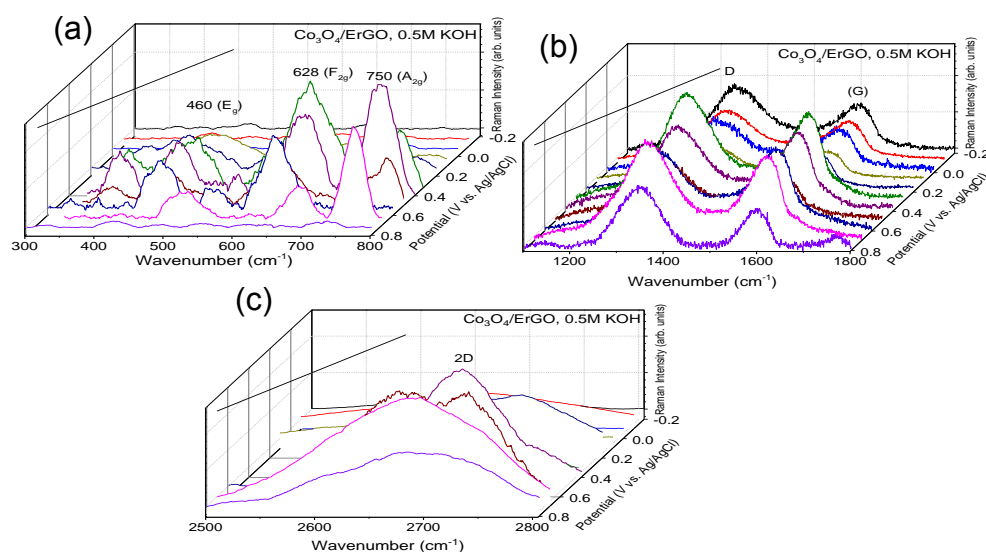 (a)
Co3O4/ErGO, 0.5M KOH
628 (F2g)
750 (A2g)
460 (Eg)
Raman Intensity (arb. units)
-0.2
0.0
0.2
0.4
0.6
0.8
Potential (V vs. Ag/AgCl)
300
400
500
600
700
800
Wavenumber (cm-1)
(b)
Co3O4/ErGO, 0.5M KOH
D
(G)
Raman Intensity (arb. units)
-0.2
0.0
0.2
0.4
0.6
0.8
Potential (V vs. Ag/AgCl)
1200
1400
1600
1800
Wavenumber (cm-1)
(c)
Co3O4/ErGO, 0.5M KOH
2D
Raman Intensity (arb. units)
-0.2
0.0
0.2
0.4
0.6
0.8
Potential (V vs. Ag/AgCl)
2500
2600
2700
2800
Wavenumber (cm-1)